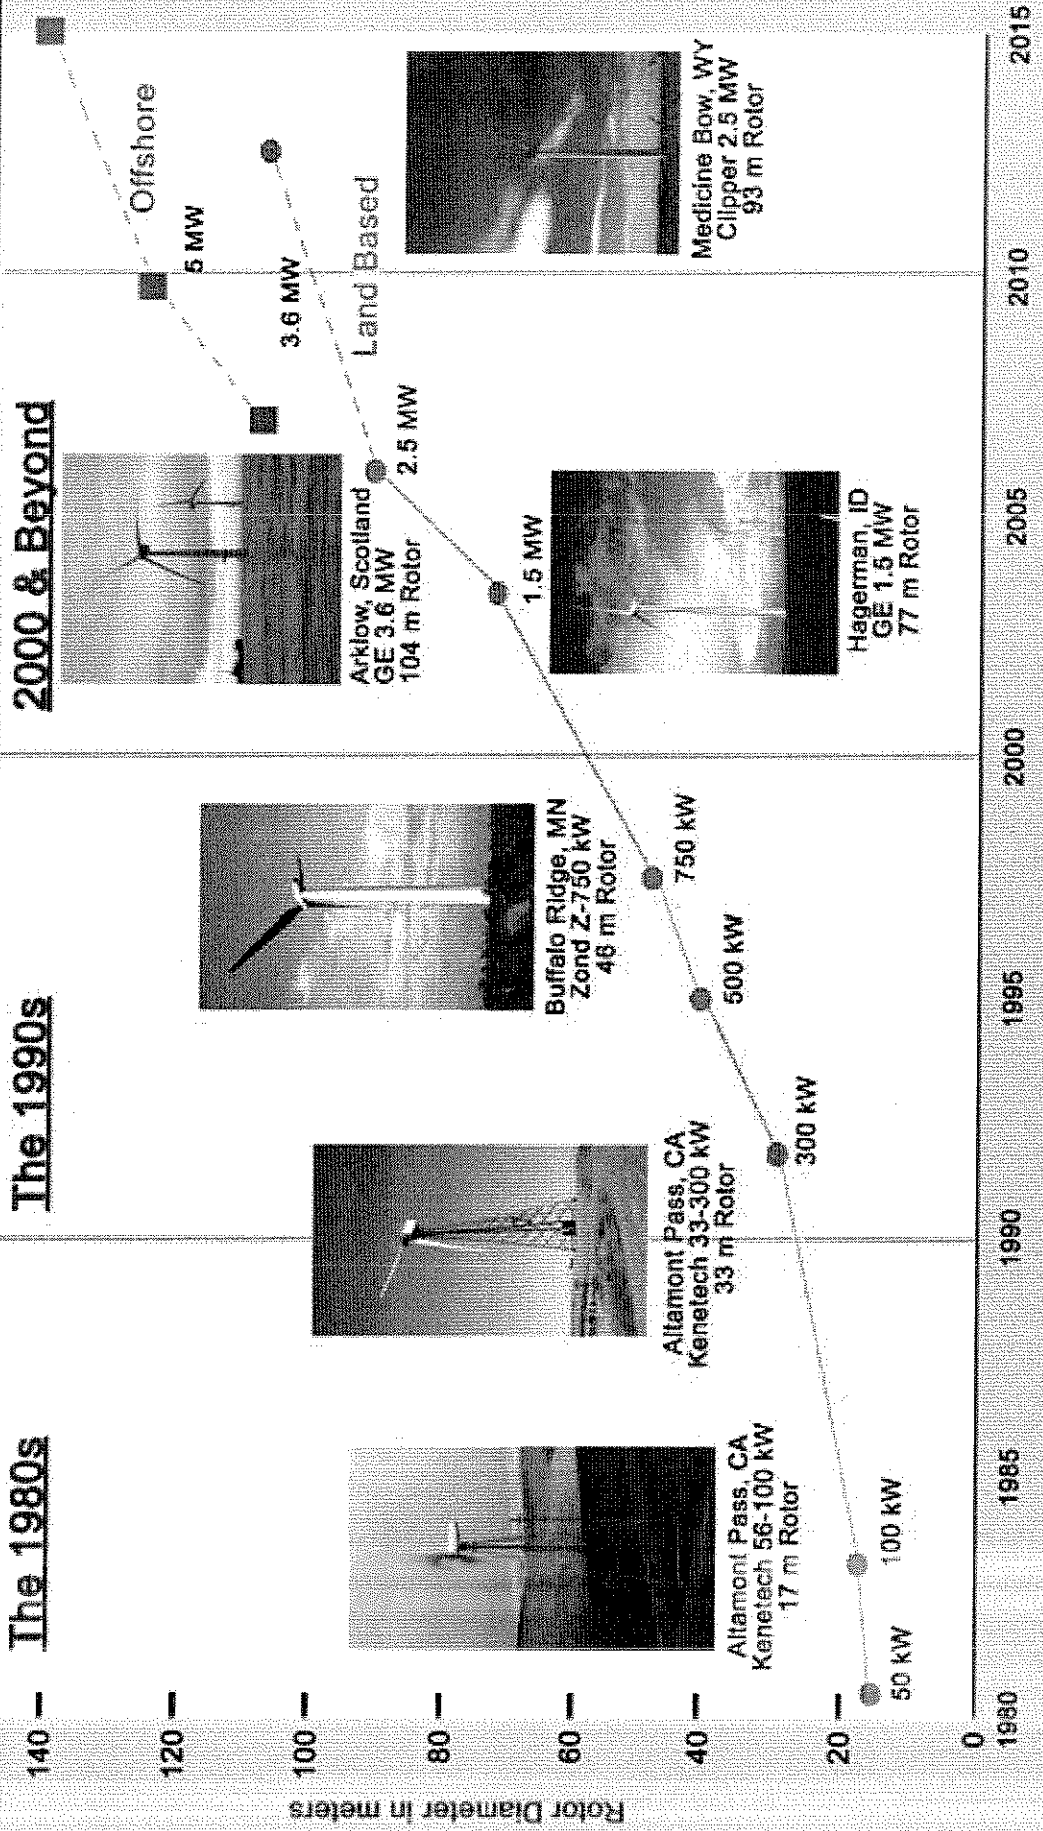 The 1980s
The 1990s
2000 & Beyond
Rotor Diameter in meters
140
120
100
80
60
40
20
0
1980
1985
1990
1995
2000
2005
2010
2015
50 kW
100 kW
300 kW
500 kW
750 kW
1.5 MW
2.5 MW
3.6 MW
5 MW
Land Based
Offshore
Altamont Pass, CA
Kenetech 56-100 kW
17 m Rotor
Altamont Pass, CA
Kenetech 33-300 kW
33 m Rotor
Buffalo Ridge, MN
Zond Z-750 kW
46 m Rotor
Arklow, Scotland
GE 3.6 MW
104 m Rotor
Hagerman, ID
GE 1.5 MW
77 m Rotor
Medicine Bow, WY
Clipper 2.5 MW
93 m Rotor